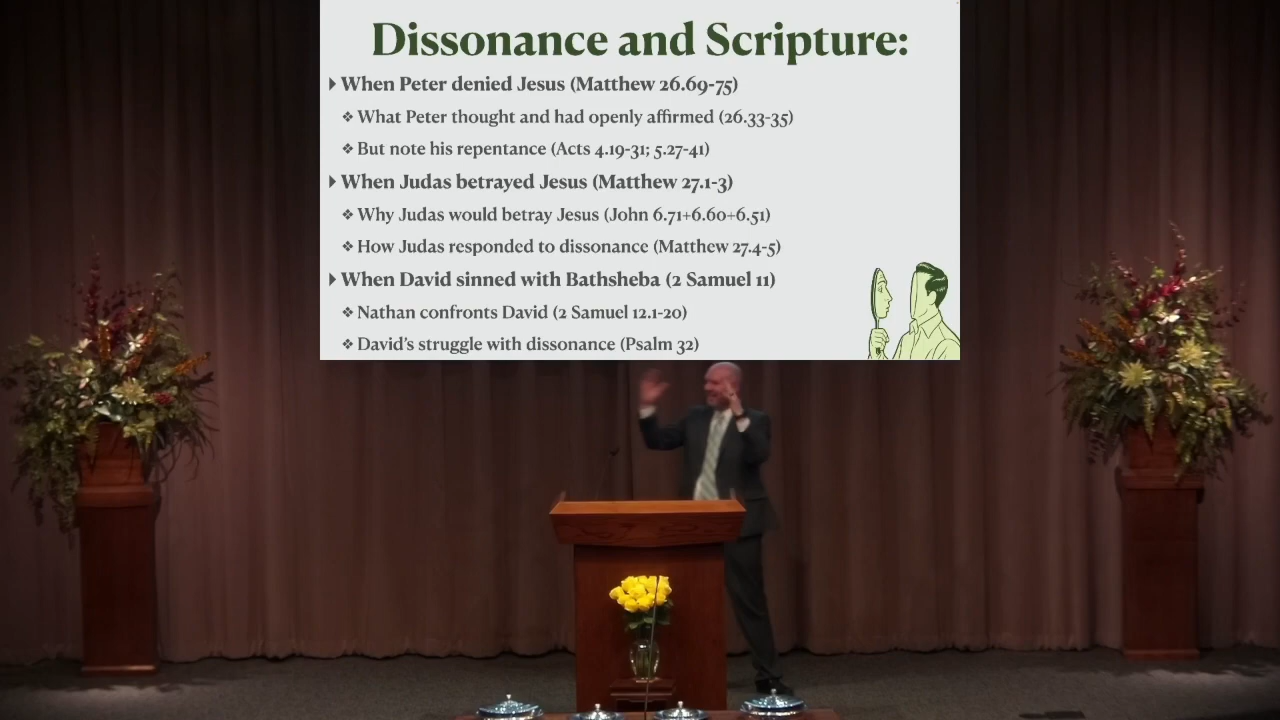 Dissonance and Scripture:
When Peter denied Jesus (Matthew 26.69-75)
What Peter thought and had openly affirmed (26.33-35)
But note his repentance (Acts 4.19-31; 5.27-41)
When Judas betrayed Jesus (Matthew 27.1-3)
Why Judas would betray Jesus (John 6.71+6.60+6.51)
How Judas responded to dissonance (Matthew 27.4-5)
When David sinned with Bathsheba (2 Samuel 11)
Nathan confronts David (2 Samuel 12.1-20)
David's struggle with dissonance (Psalm 32)